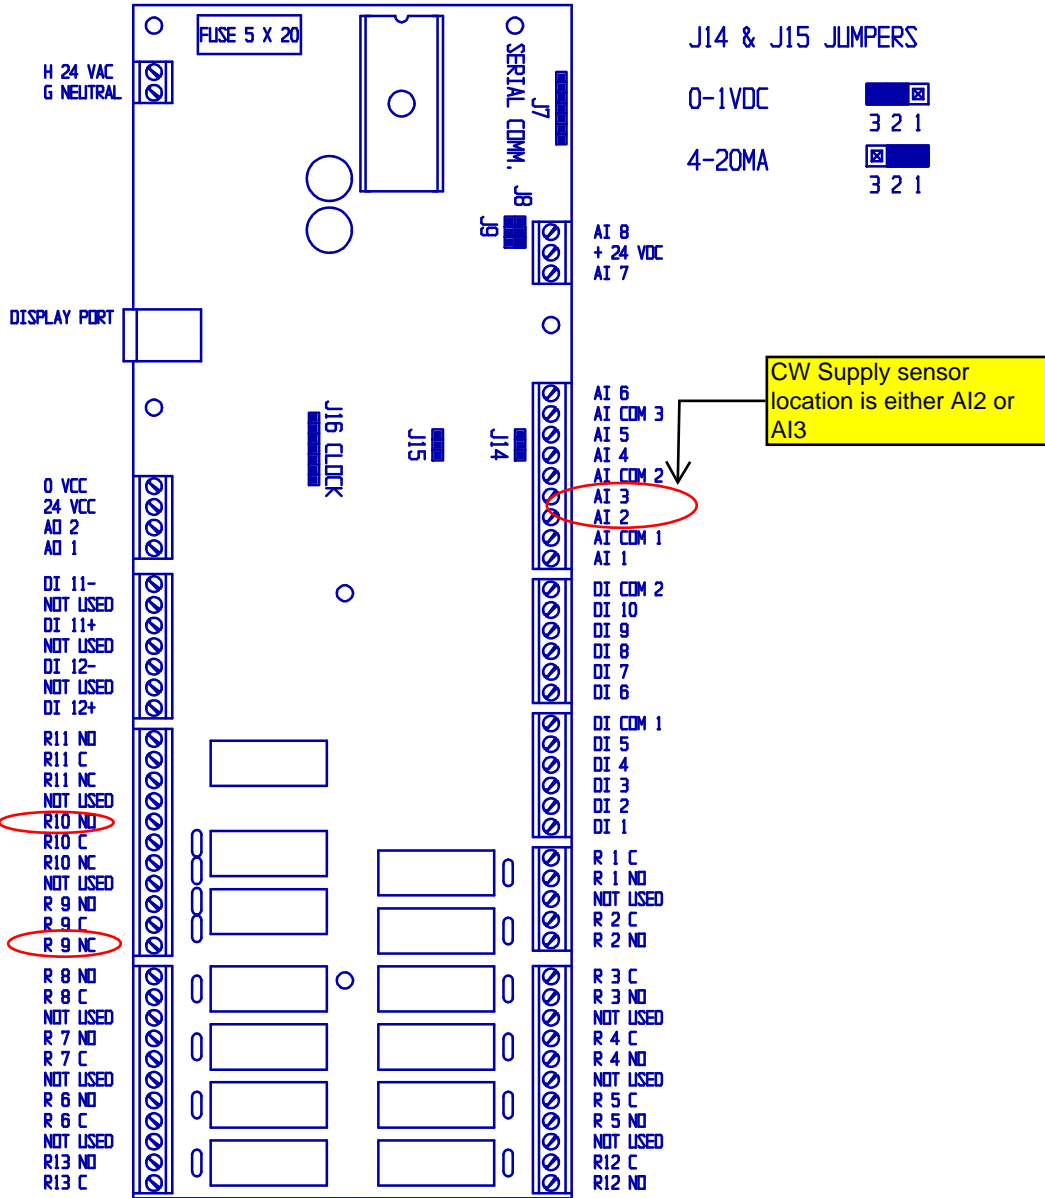 FUSE 5 X 20
H 24 VAC
G NEUTRAL
SERIAL COMM.
J7
J8
J9
J14 & J15 JUMPERS
0-1VDC
3 2 1
4-20MA
3 2 1
AI 8
+ 24 VDC
AI 7
DISPLAY PORT
CW Supply sensor
location is either AI2 or
AI3
J16 CLOCK
J15
J14
AI 6
AI COM 3
AI 5
AI 4
AI COM 2
AI 3
AI 2
AI COM 1
AI 1
0 VCC
24 VCC
AO 2
AO 1
DI 11-
NOT USED
DI 11+
NOT USED
DI 12-
NOT USED
DI 12+
DI COM 2
DI 10
DI 9
DI 8
DI 7
DI 6
DI COM 1
DI 5
DI 4
DI 3
DI 2
DI 1
R11 NO
R11 C
R11 NC
NOT USED
R10 NO
R10 C
R10 NC
NOT USED
R 9 NO
R 9 C
R 9 NC
R 1 C
R 1 NO
NOT USED
R 2 C
R 2 NO
R 8 NO
R 8 C
NOT USED
R 7 NO
R 7 C
NOT USED
R 6 NO
R 6 C
NOT USED
R13 NO
R13 C
R 3 C
R 3 NO
NOT USED
R 4 C
R 4 NO
NOT USED
R 5 C
R 5 NO
NOT USED
R12 C
R12 NO